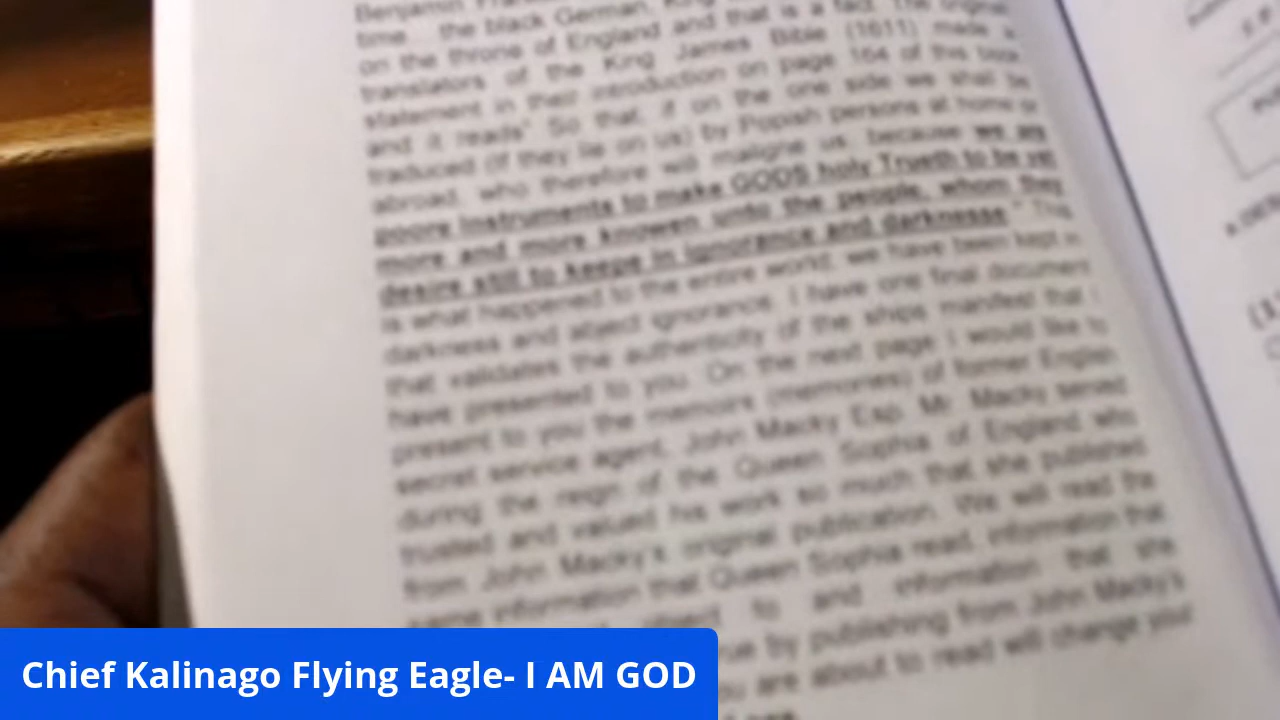 Benjamin
time. the black German, King
on the throne of England and that is a fact. The original
translators of the King James Bible (1611) made a
statement in their introduction on page 164 of this book
and it reads" So that, if on the one side we shall be
traduced (if they lie on us) by Popish persons at home or
abroad, who therefore will maligne us, because we are
poore Instruments to make GODS holy Trueth to be yet
more and more knowen unto the people, whom they
desire still to keepe in ignorance and darknesse." This
is what happened to the entire world, we have been kept in
darkness and abject ignorance. I have one final document
that validates the authenticity of the ships manifest that I
have presented to you. On the next page I would like to
present to you the memoirs (memories) of former English
secret service agent, John Macky Esp. Mr. Macky served
during the reign of the Queen Sophia of England who
trusted and valued his work so much that she published
from John Macky's original publication. We will read the
same information that Queen Sophia read, information that
to and information that she
by publishing from John Macky's
are about to read will change your
Chief Kalinago Flying Eagle- I AM GOD